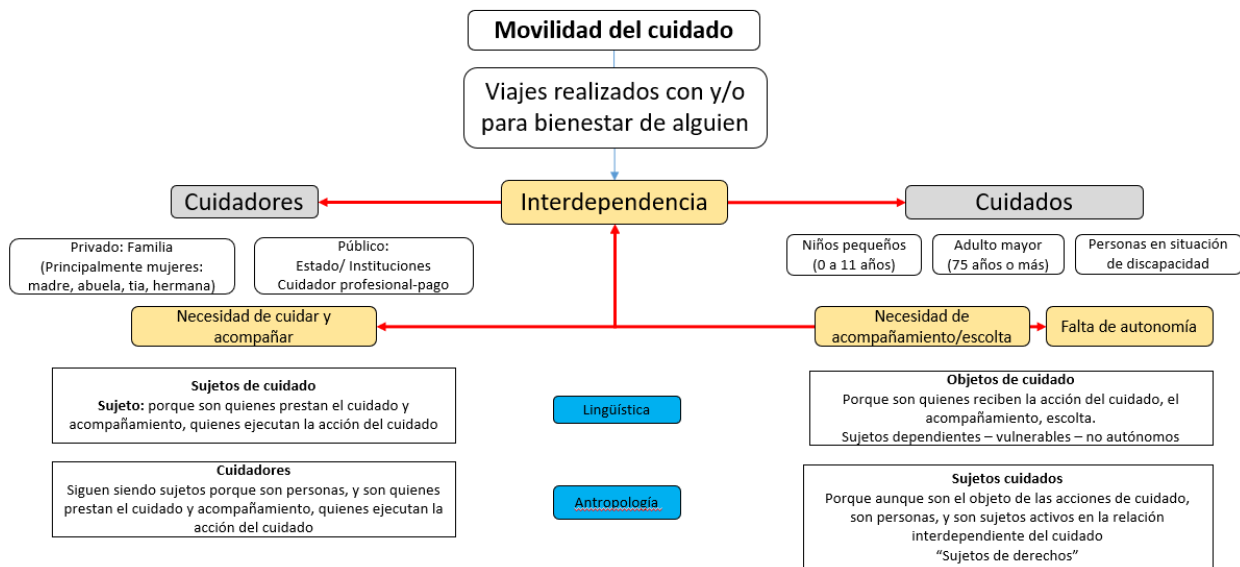 Movilidad del cuidado
Viajes realizados con y/o
para bienestar de alguien
Cuidadores
Interdependencia
Cuidados
Privado: Familia
(Principalmente mujeres:
madre, abuela, tia, hermana)
Público:
Estado/ Instituciones
Cuidador profesional-pago
Niños pequeños
(0 a 11 años)
Adulto mayor
(75 años o más)
Personas en situación
de discapacidad
Necesidad de cuidar y
acompañar
Necesidad de
acompañamiento/escolta
Falta de autonomía
Sujetos de cuidado
Sujeto: porque son quienes prestan el cuidado y
acompañamiento, quienes ejecutan la acción del cuidado
Lingüística
Objetos de cuidado
Porque son quienes reciben la acción del cuidado, el
acompañamiento, escolta.
Sujetos dependientes – vulnerables – no autónomos
Cuidadores
Siguen siendo sujetos porque son personas, y son quienes
prestan el cuidado y acompañamiento, quienes ejecutan la
acción del cuidado
Antropología
Sujetos cuidados
Porque aunque son el objeto de las acciones de cuidado,
son personas, y son sujetos activos en la relación
interdependiente del cuidado
“Sujetos de derechos”